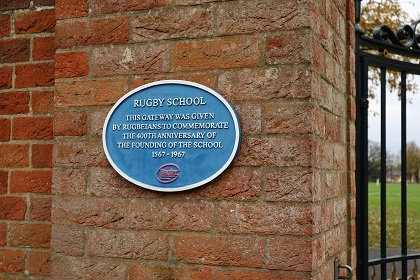 RUGBY SCHOOL
THIS GATEWAY WAS GIVEN
BY RUGBEIANS TO COMMEMORATE
THE 400TH ANNIVERSARY OF
THE FOUNDING OF THE SCHOOL
1567 - 1967